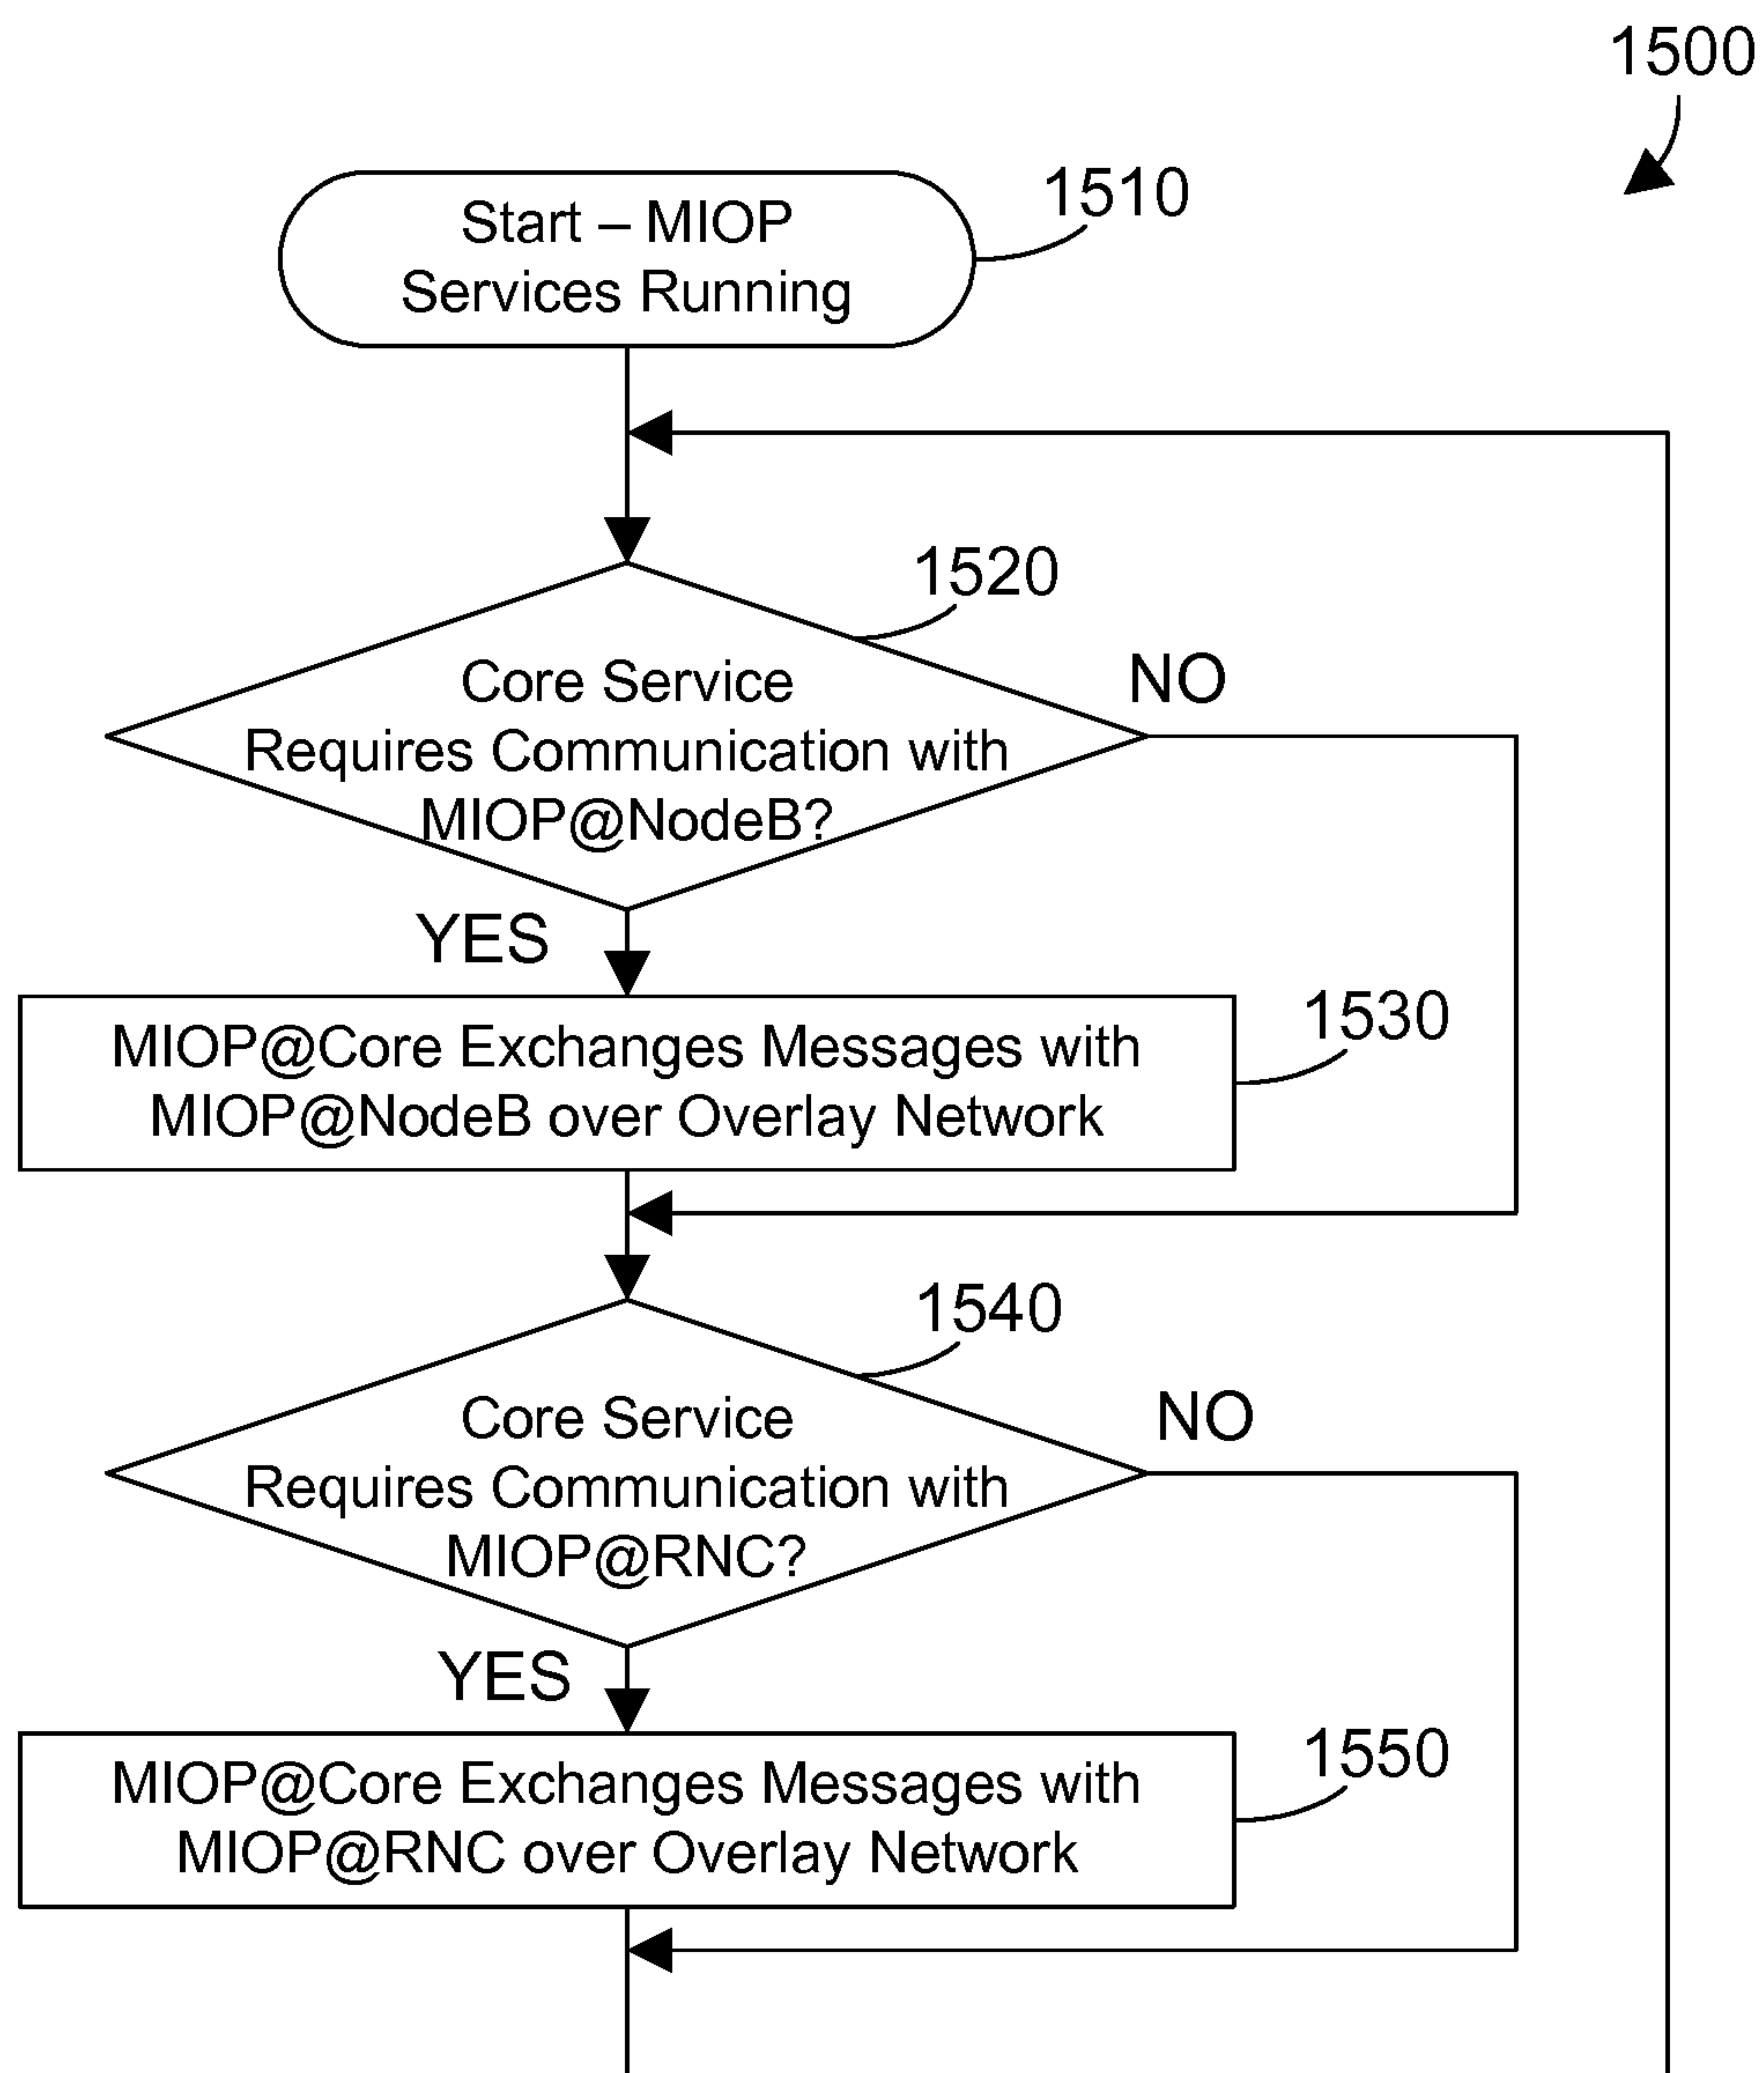 1500
Start – MIOP
Services Running
1510
1520
Core Service
Requires Communication with
MIOP@NodeB?
NO
YES
MIOP@Core Exchanges Messages with
MIOP@NodeB over Overlay Network
1530
1540
Core Service
Requires Communication with
MIOP@RNC?
NO
YES
MIOP@Core Exchanges Messages with
MIOP@RNC over Overlay Network
1550